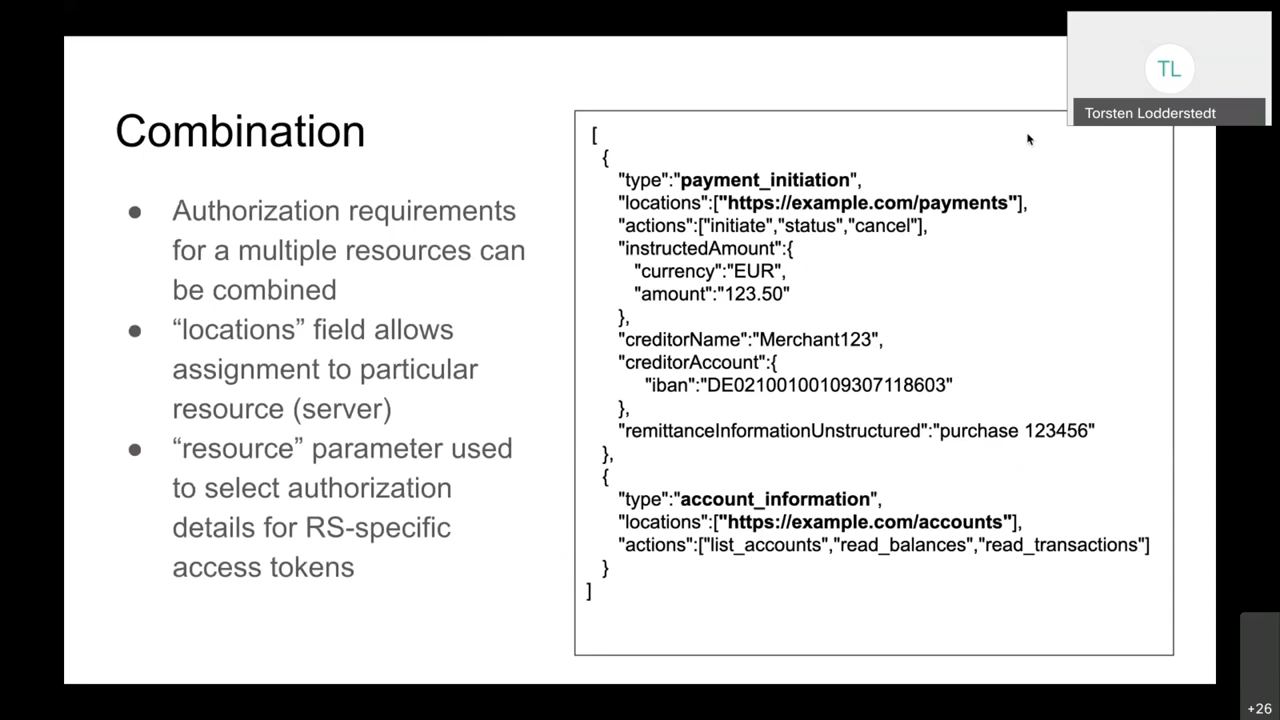 TL
Torsten Lodderstedt
Combination
● Authorization requirements
for a multiple resources can
be combined
● “locations” field allows
assignment to particular
resource (server)
● “resource” parameter used
to select authorization
details for RS-specific
access tokens
[
{
"type":"payment_initiation",
"locations":["https://example.com/payments"],
"actions":["initiate","status","cancel"],
"instructedAmount":{
"currency":"EUR",
"amount":"123.50"
},
"creditorName":"Merchant123",
"creditorAccount":{
"iban":"DE02100100109307118603"
},
"remittanceInformationUnstructured":"purchase 123456"
},
{
"type":"account_information",
"locations":["https://example.com/accounts"],
"actions":["list_accounts","read_balances","read_transactions"]
}
]
+26